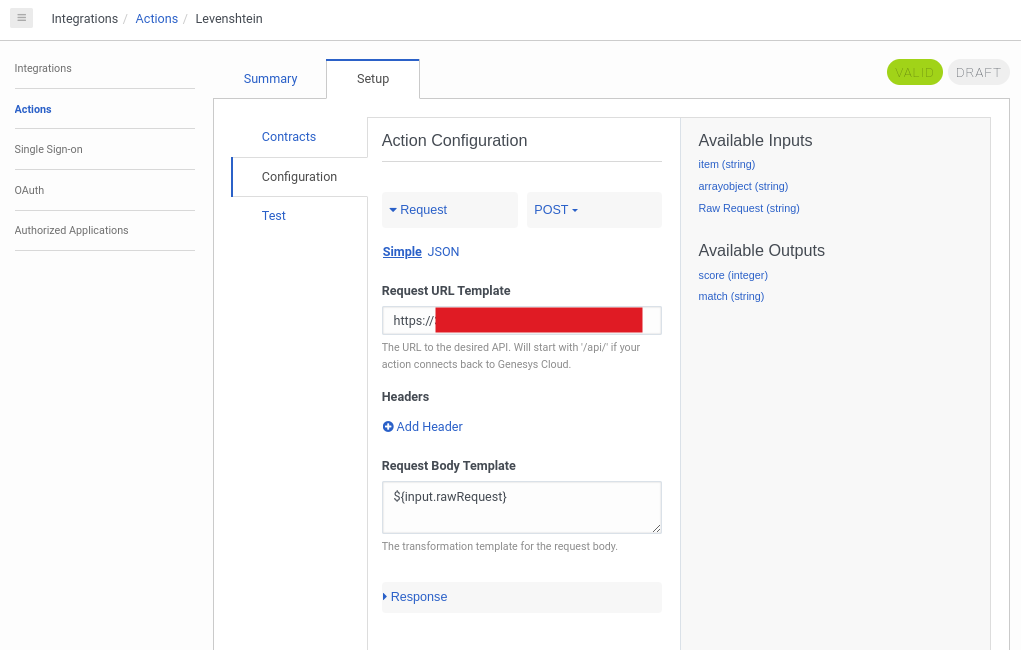 Integrations / Actions / Levenshtein
Integrations
Actions
Single Sign-on
OAuth
Authorized Applications
Summary
Setup
VALID
DRAFT
Contracts
Configuration
Test
Action Configuration
Request
POST
Simple JSON
Request URL Template
https://
The URL to the desired API. Will start with '/api/' if your
action connects back to Genesys Cloud.
Headers
Add Header
Request Body Template
${input.rawRequest}
The transformation template for the request body.
Response
Available Inputs
item (string)
arrayobject (string)
Raw Request (string)
Available Outputs
score (integer)
match (string)